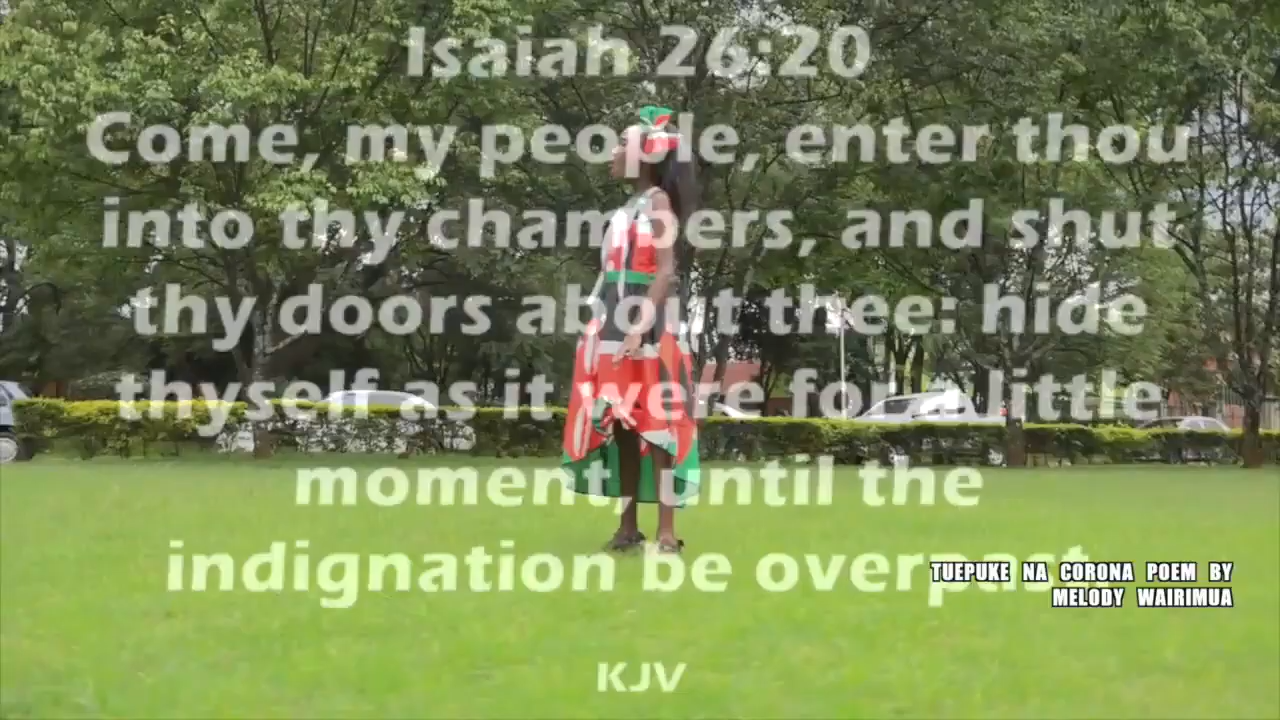 Isaiah 26:20
Come, my people, enter thou
into thy chambers, and shut
thy doors about thee: hide
thyself as it were for a little
moment, until the
indignation be overpast.
TUEPUKE NA CORONA POEM BY
MELODY WAIRIMUA
KJV